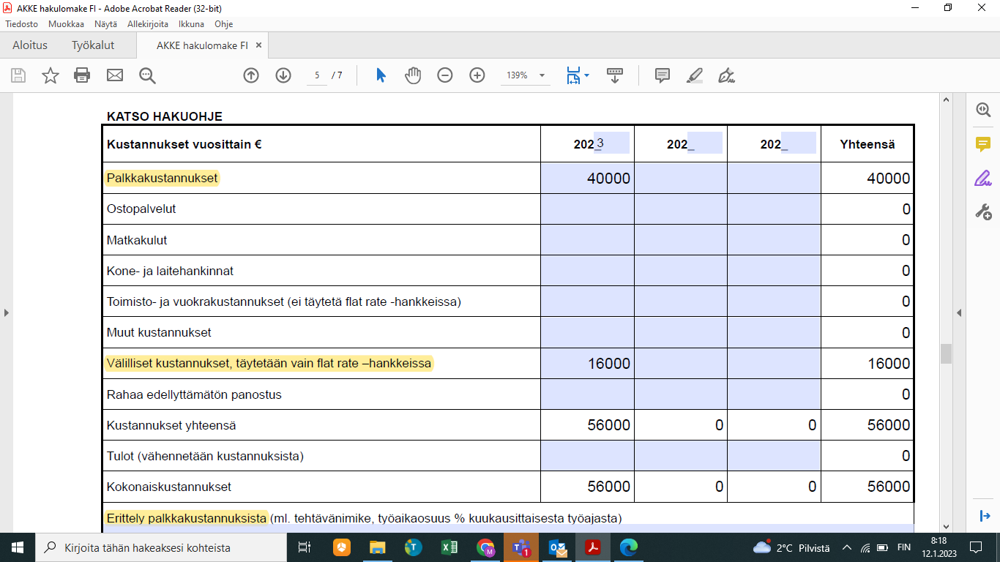 AKKE hakulomake FI - Adobe Acrobat Reader (32-bit)
Tiedosto Muokkaa Näytä Allekirjoita Ikkuna Ohje
Aloitus Työkalut AKKE hakulomake FI ×
5 / 7 139%
KATSO HAKUOHJE
Kustannukset vuosittain € 202_3 202_ 202_ Yhteensä
Palkkakustannukset 40000 40000
Ostopalvelut 0
Matkakulut 0
Kone- ja laitehankinnat 0
Toimisto- ja vuokrakustannukset (ei täytetä flat rate -hankkeissa) 0
Muut kustannukset 0
Välilliset kustannukset, täytetään vain flat rate –hankkeissa 16000 16000
Rahaa edellyttämätön panostus 0
Kustannukset yhteensä 56000 0 0 56000
Tulot (vähennetään kustannuksista) 0
Kokonaiskustannukset 56000 0 0 56000
Erittely palkkakustannuksista (ml. tehtävänimike, työaikaosuus % kuukausittaisesta työajasta)
Kirjoita tähän hakeaksesi kohteista 2°C Pilvistä FIN 8:18
12.1.2023